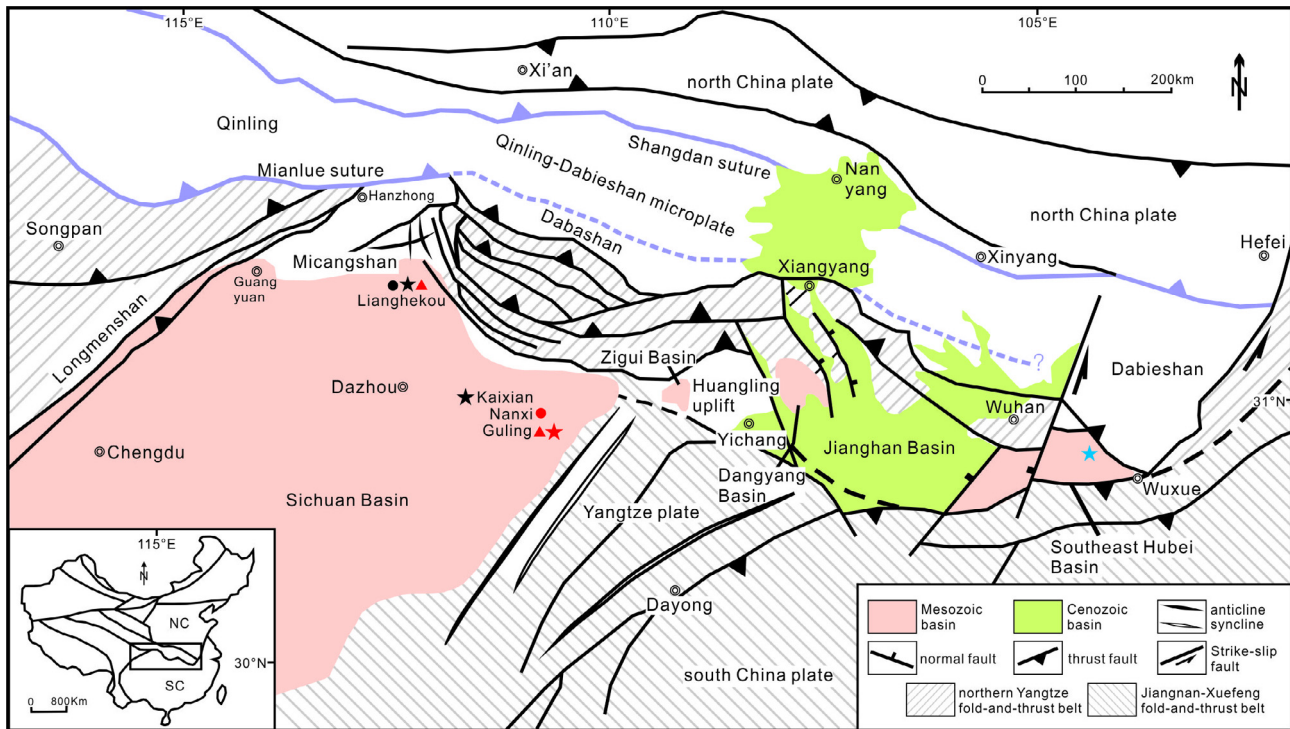 115°E
110°E
105°E
Xi'an
north China plate
0 100 200km
N
Qinling
Shangdan suture
Mianlue suture
Qinling-Dabieshan microplate
Nan
yang
Hanzhong
north China plate
Songpan
Dabashan
Hefei
Xinyang
Micangshan
Xiangyang
Guang
yuan
Lianghekou
Longmenshan
Zigui Basin
?
Dabieshan
Dazhou
Kaixian
Huangling
uplift
31°N
Nanxi
Wuhan
Guling
Yichang
Jianghan Basin
Chengdu
Dangyang
Basin
Wuxue
Sichuan Basin
Yangtze plate
Southeast Hubei
Basin
Dayong
south China plate
115°E
N
NC
SC
30°N
0 800Km
Mesozoic
basin
Cenozoic
basin
anticline
syncline
normal fault
thrust fault
Strike-slip
fault
northern Yangtze
fold-and-thrust belt
Jiangnan-Xuefeng
fold-and-thrust belt